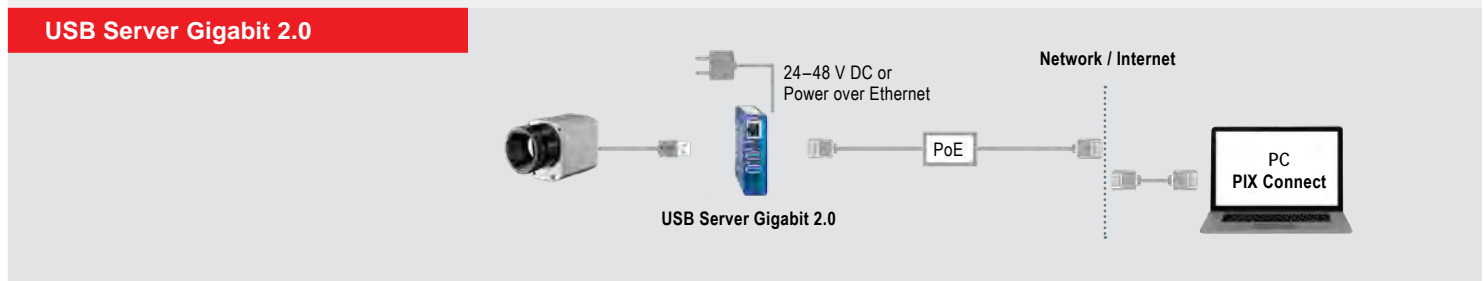 USB Server Gigabit 2.0
Network / Internet
24–48 V DC or
Power over Ethernet
PoE
PC
PIX Connect
USB Server Gigabit 2.0